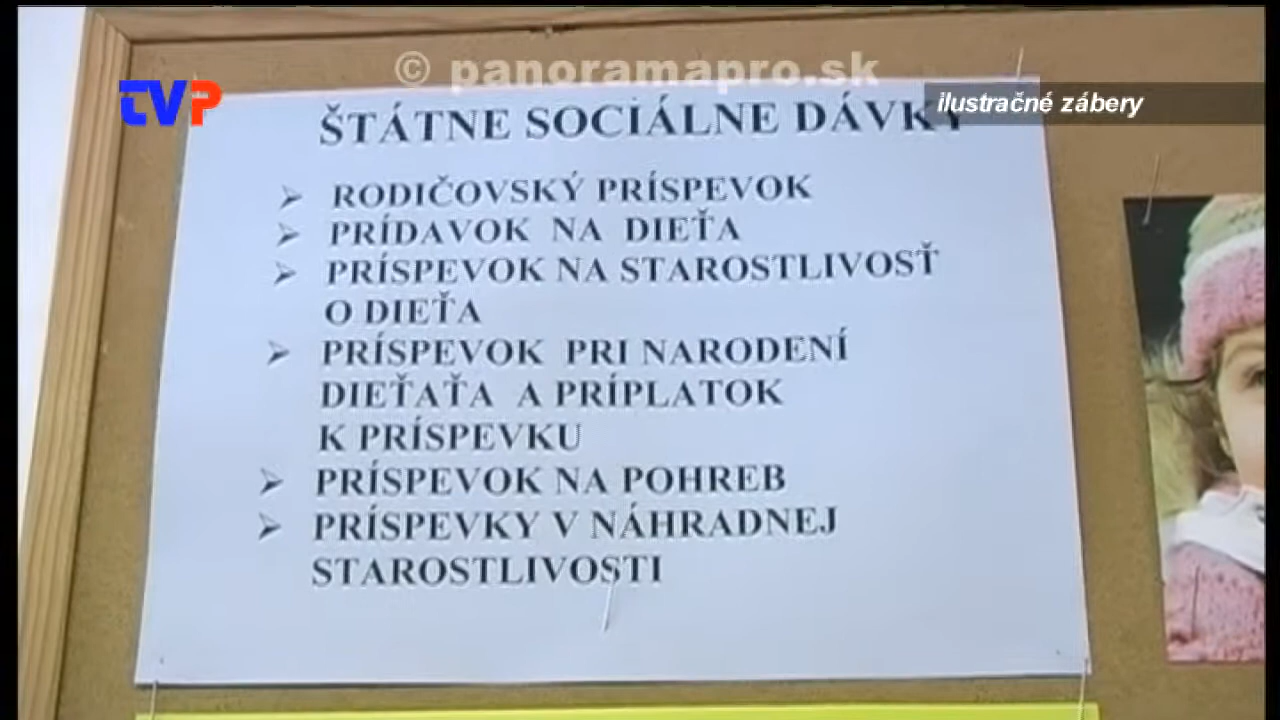 © panoramapro.sk
TVP
ilustračné zábery
ŠTÁTNE SOCIÁLNE DÁVKY
RODIČOVSKÝ PRÍSPEVOK
PRÍDAVOK NA DIEŤA
PRÍSPEVOK NA STAROSTLIVOSŤ
O DIEŤA
PRÍSPEVOK PRI NARODENÍ
DIEŤAŤA A PRÍPLATOK
K PRÍSPEVKU
PRÍSPEVOK NA POHREB
PRÍSPEVKY V NÁHRADNEJ
STAROSTLIVOSTI